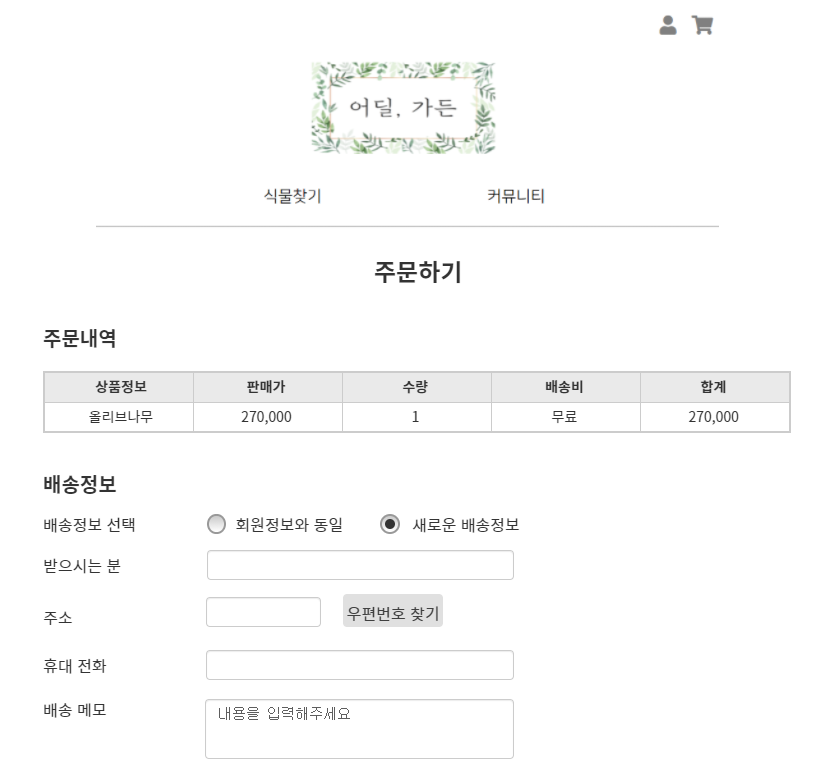 어딜, 가든
식물찾기 커뮤니티
주문하기
주문내역
상품정보 판매가 수량 배송비 합계
올리브나무 270,000 1 무료 270,000
배송정보
배송정보 선택 회원정보와 동일 새로운 배송정보
받으시는 분
주소 우편번호 찾기
휴대 전화
배송 메모 내용을 입력해주세요